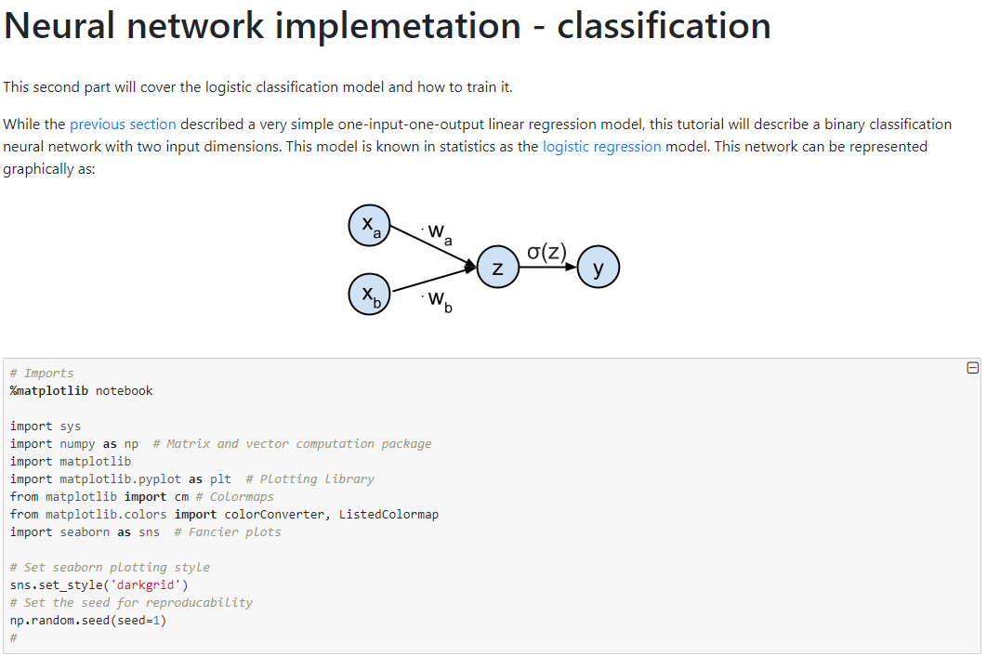 Neural network implemetation - classification
This second part will cover the logistic classification model and how to train it.
While the previous section described a very simple one-input-one-output linear regression model, this tutorial will describe a binary classification
neural network with two input dimensions. This model is known in statistics as the logistic regression model. This network can be represented
graphically as:
x_a
· w_a
σ(z)
z
y
x_b
· w_b
# Imports
%matplotlib notebook
import sys
import numpy as np  # Matrix and vector computation package
import matplotlib
import matplotlib.pyplot as plt  # Plotting library
from matplotlib import cm # Colormaps
from matplotlib.colors import colorConverter, ListedColormap
import seaborn as sns  # Fancier plots
# Set seaborn plotting style
sns.set_style('darkgrid')
# Set the seed for reproducability
np.random.seed(seed=1)
#